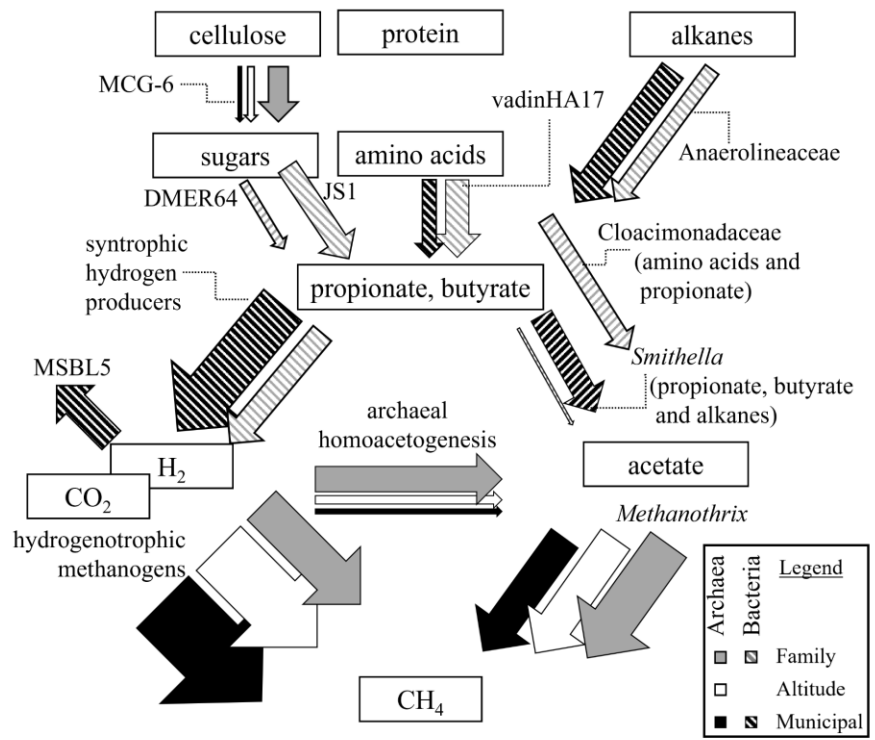 cellulose
protein
alkanes
MCG-6
vadinHA17
sugars
amino acids
Anaerolineaceae
DMER64
JS1
syntrophic
hydrogen
producers
Cloacimonadaceae
(amino acids and
propionate)
propionate, butyrate
MSBL5
Smithella
(propionate, butyrate
and alkanes)
archaeal
homoacetogenesis
H2
CO2
acetate
hydrogenotrophic
methanogens
Methanothrix
CH4
Archaea
Bacteria
Legend
Family
Altitude
Municipal